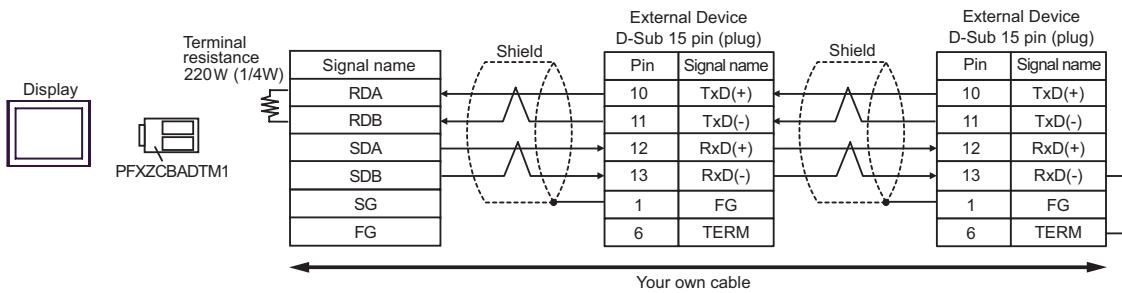 External Device
D-Sub 15 pin (plug)
External Device
D-Sub 15 pin (plug)
Terminal
resistance
220W (1/4W)
Shield
Shield
Display
PFXZCBADTM1
Signal name
RDA
RDB
SDA
SDB
SG
FG
Pin Signal name
10 TxD(+)
11 TxD(-)
12 RxD(+)
13 RxD(-)
1 FG
6 TERM
Pin Signal name
10 TxD(+)
11 TxD(-)
12 RxD(+)
13 RxD(-)
1 FG
6 TERM
Your own cable